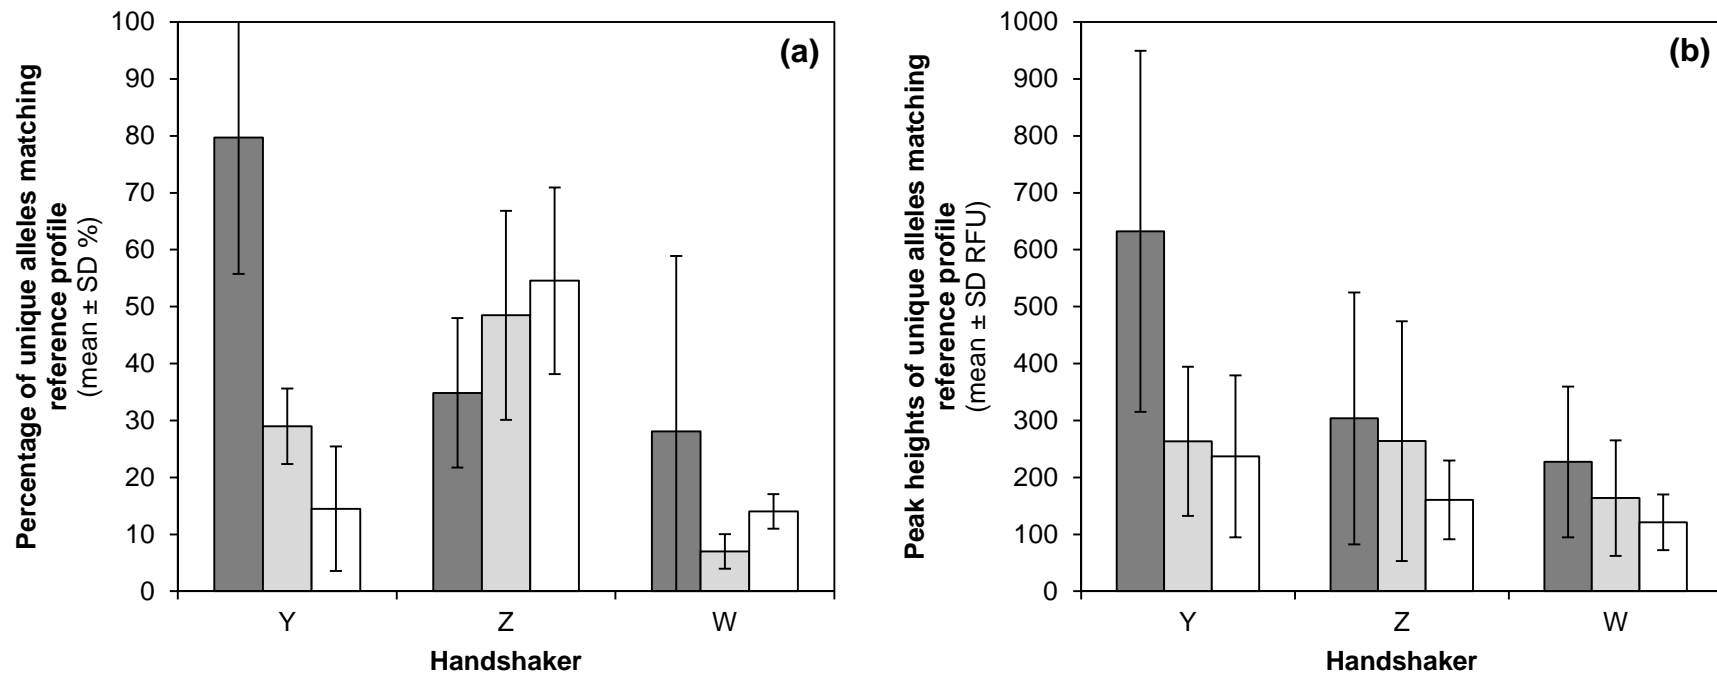 Percentage of unique alleles matching
reference profile
(mean ± SD %)
100
90
80
70
60
50
40
30
20
10
0
(a)
Y Z W
Handshaker
Peak heights of unique alleles matching
reference profile
(mean ± SD RFU)
1000
900
800
700
600
500
400
300
200
100
0
(b)
Y Z W
Handshaker